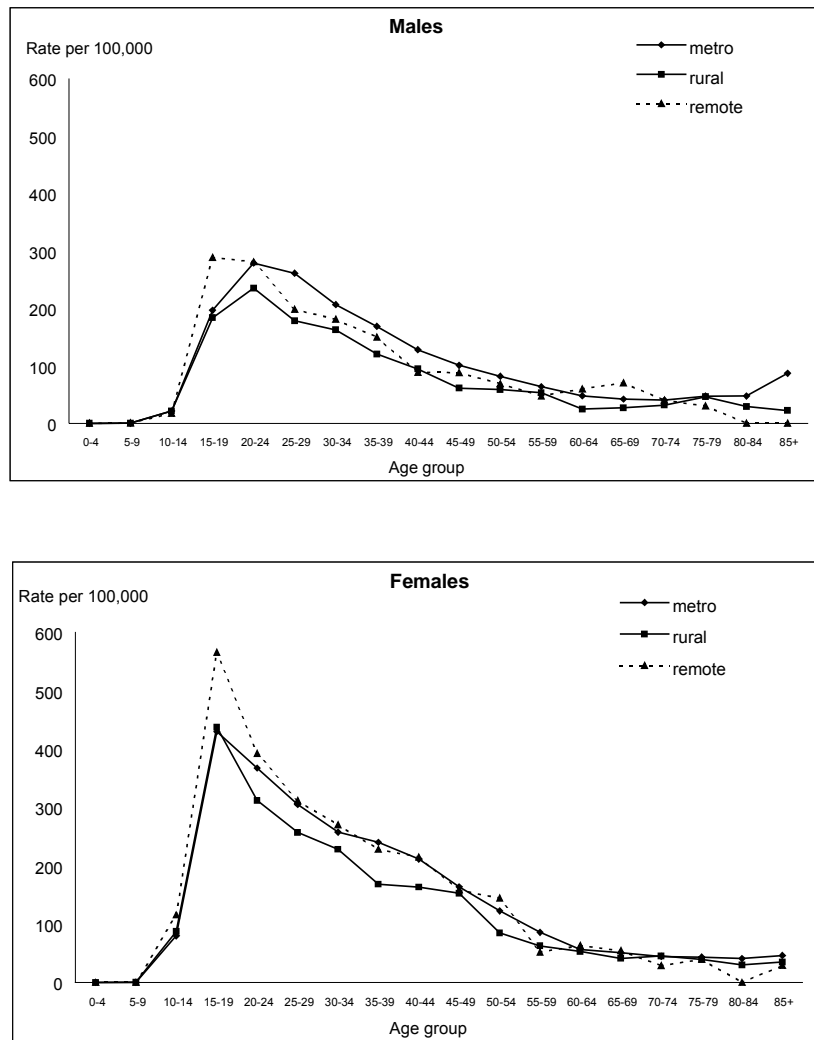 Males
Rate per 100,000
metro
rural
remote
600
500
400
300
200
100
0
0-4 5-9 10-14 15-19 20-24 25-29 30-34 35-39 40-44 45-49 50-54 55-59 60-64 65-69 70-74 75-79 80-84 85+
Age group
Females
Rate per 100,000
metro
rural
remote
600
500
400
300
200
100
0
0-4 5-9 10-14 15-19 20-24 25-29 30-34 35-39 40-44 45-49 50-54 55-59 60-64 65-69 70-74 75-79 80-84 85+
Age group